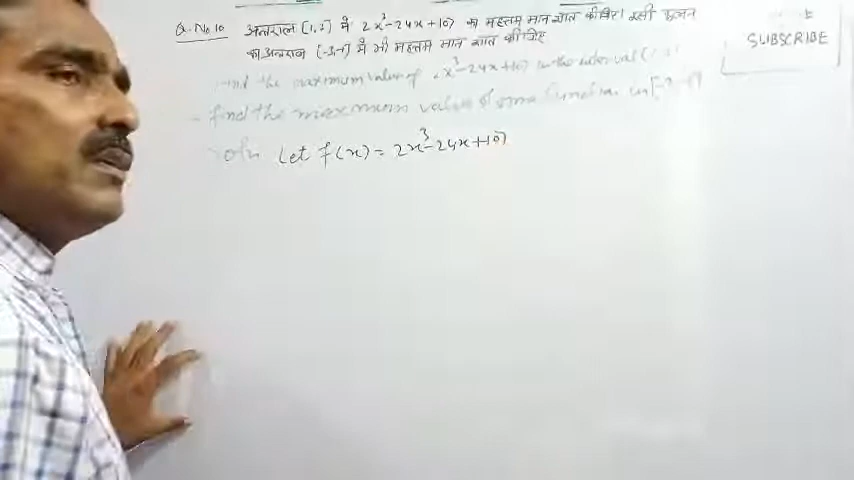 Q. No 10 अन्तराल [1,3] में 2x³-24x+107 का महत्तम मान ज्ञात कीजिए। इसी फलन
का अन्तराल [-3,-1] में भी महत्तम मान ज्ञात कीजिए
find the maximum value of 2x³-24x+107 in the interval
find the maximum value of same function in
Soln Let f(x) = 2x³-24x+107
SUBSCRIBE